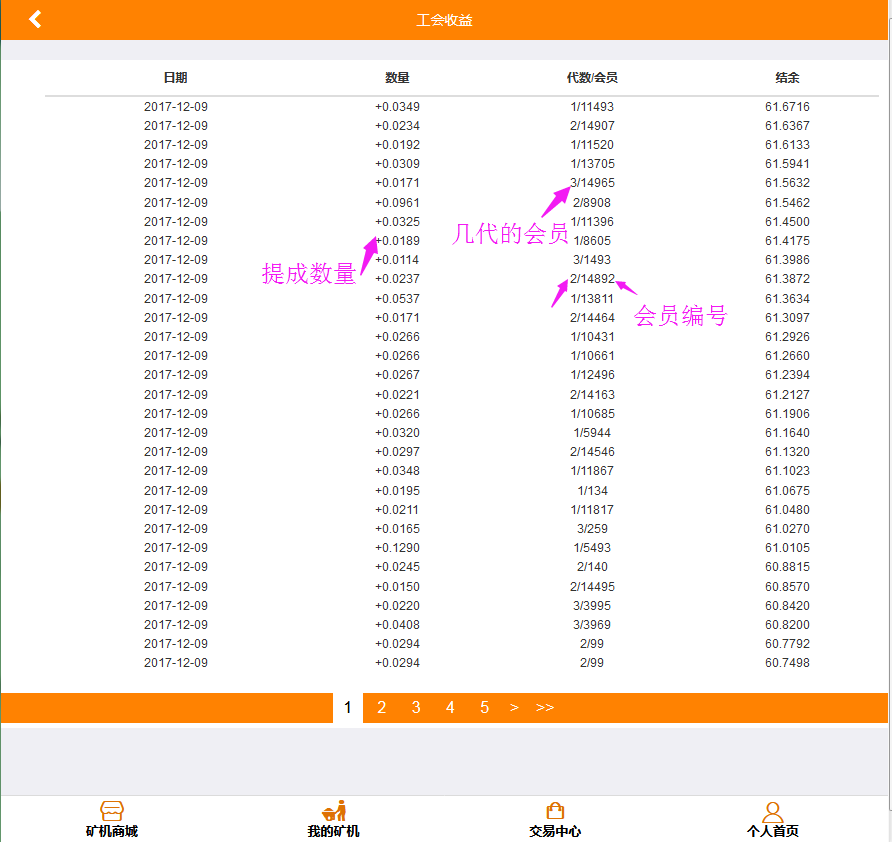 工会收益
日期 数量 代数/会员 结余
2017-12-09 +0.0349 1/11493 61.6716
2017-12-09 +0.0234 2/14907 61.6367
2017-12-09 +0.0192 1/11520 61.6133
2017-12-09 +0.0309 1/13705 61.5941
2017-12-09 +0.0171 3/14965 61.5632
2017-12-09 +0.0961 2/8908 61.5462
2017-12-09 +0.0325 1/11396 61.4500
几代的会员
2017-12-09 +0.0189 1/8605 61.4175
2017-12-09 +0.0114 3/1493 61.3986
提成数量
2017-12-09 +0.0237 2/14892 61.3872
2017-12-09 +0.0537 1/13811 61.3634
会员编号
2017-12-09 +0.0171 2/14464 61.3097
2017-12-09 +0.0266 1/10431 61.2926
2017-12-09 +0.0266 1/10661 61.2660
2017-12-09 +0.0267 1/12496 61.2394
2017-12-09 +0.0221 2/14163 61.2127
2017-12-09 +0.0266 1/10685 61.1906
2017-12-09 +0.0320 1/5944 61.1640
2017-12-09 +0.0297 2/14546 61.1320
2017-12-09 +0.0348 1/11867 61.1023
2017-12-09 +0.0195 1/134 61.0675
2017-12-09 +0.0211 1/11817 61.0480
2017-12-09 +0.0165 3/259 61.0270
2017-12-09 +0.1290 1/5493 61.0105
2017-12-09 +0.0245 2/140 60.8815
2017-12-09 +0.0150 2/14495 60.8570
2017-12-09 +0.0220 3/3995 60.8420
2017-12-09 +0.0408 3/3969 60.8200
2017-12-09 +0.0294 2/99 60.7792
2017-12-09 +0.0294 2/99 60.7498
1 2 3 4 5 > >>
矿机商城 我的矿机 交易中心 个人首页